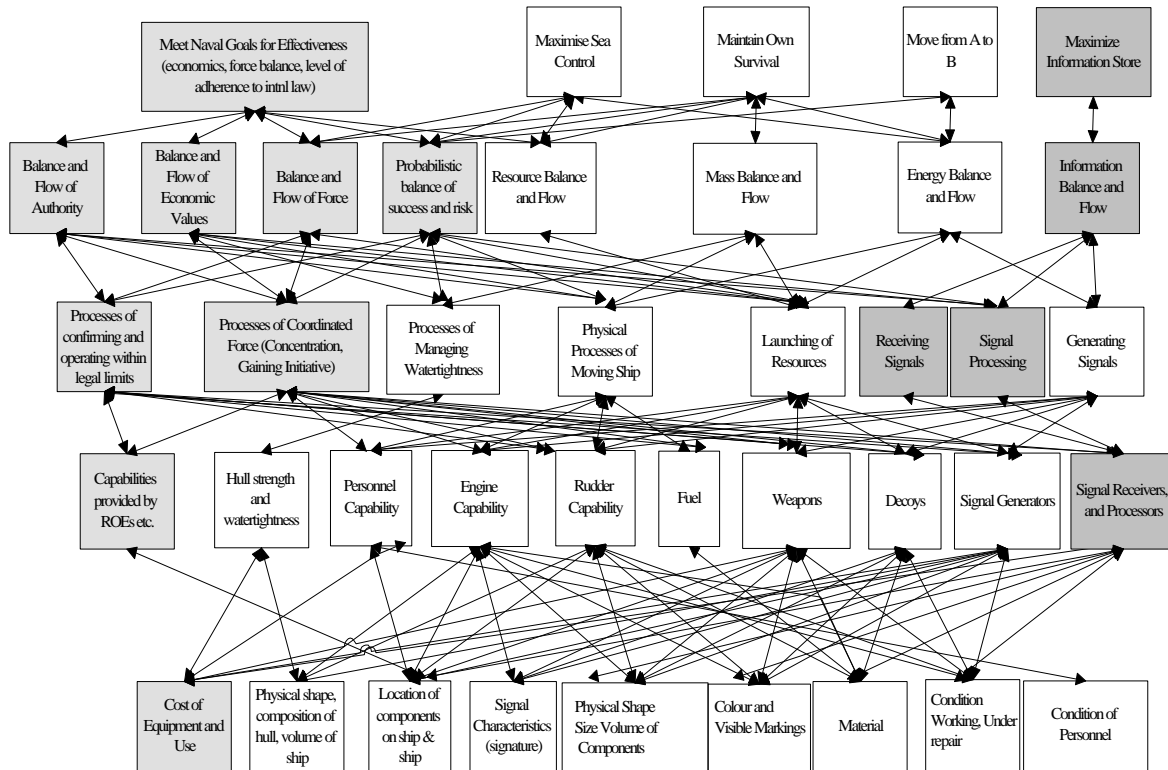 Meet Naval Goals for Effectiveness
(economics, force balance, level of
adherence to intnl law)
Maximise Sea
Control
Maintain Own
Survival
Move from A to
B
Maximize
Information Store
Balance and
Flow of
Authority
Balance and
Flow of
Economic
Values
Balance and
Flow of Force
Probabilistic
balance of
success and risk
Resource Balance
and Flow
Mass Balance and
Flow
Energy Balance
and Flow
Information
Balance and
Flow
Processes of
confirming and
operating within
legal limits
Processes of Coordinated
Force (Concentration,
Gaining Initiative)
Processes of
Managing
Watertightness
Physical
Processes of
Moving Ship
Launching of
Resources
Receiving
Signals
Signal
Processing
Generating
Signals
Capabilities
provided by
ROEs etc.
Hull strength
and
watertightness
Personnel
Capability
Engine
Capability
Rudder
Capability
Fuel
Weapons
Decoys
Signal Generators
Signal Receivers,
and Processors
Cost of
Equipment and
Use
Physical shape,
composition of
hull, volume of
ship
Location of
components
on ship &
ship
Signal
Characteristics
(signature)
Physical Shape
Size Volume of
Components
Colour and
Visible Markings
Material
Condition
Working, Under
repair
Condition of
Personnel